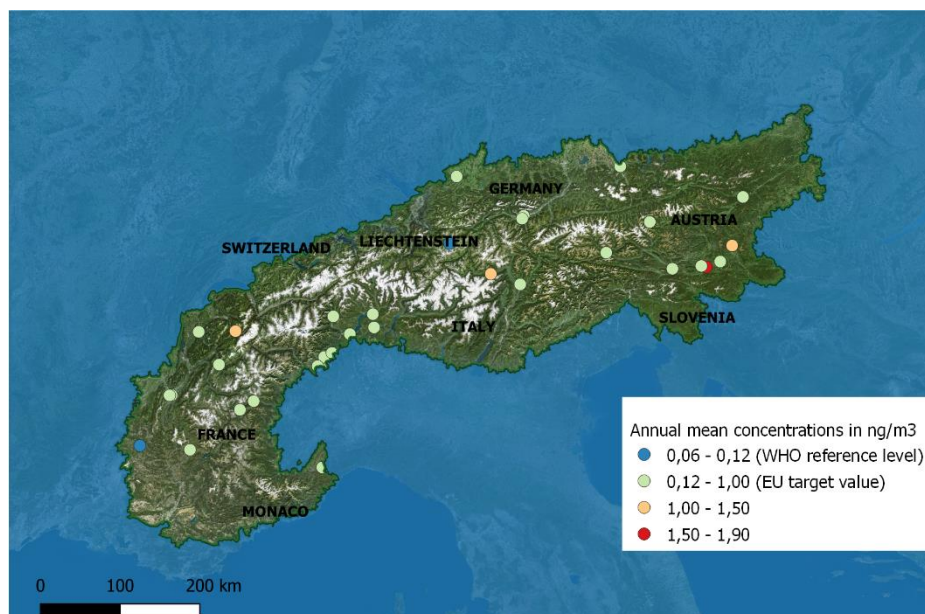 GERMANY
AUSTRIA
SWITZERLAND
LIECHTENSTEIN
SLOVENIA
ITALY
FRANCE
MONACO
Annual mean concentrations in ng/m3
0,06 - 0,12 (WHO reference level)
0,12 - 1,00 (EU target value)
1,00 - 1,50
1,50 - 1,90
0 100 200 km